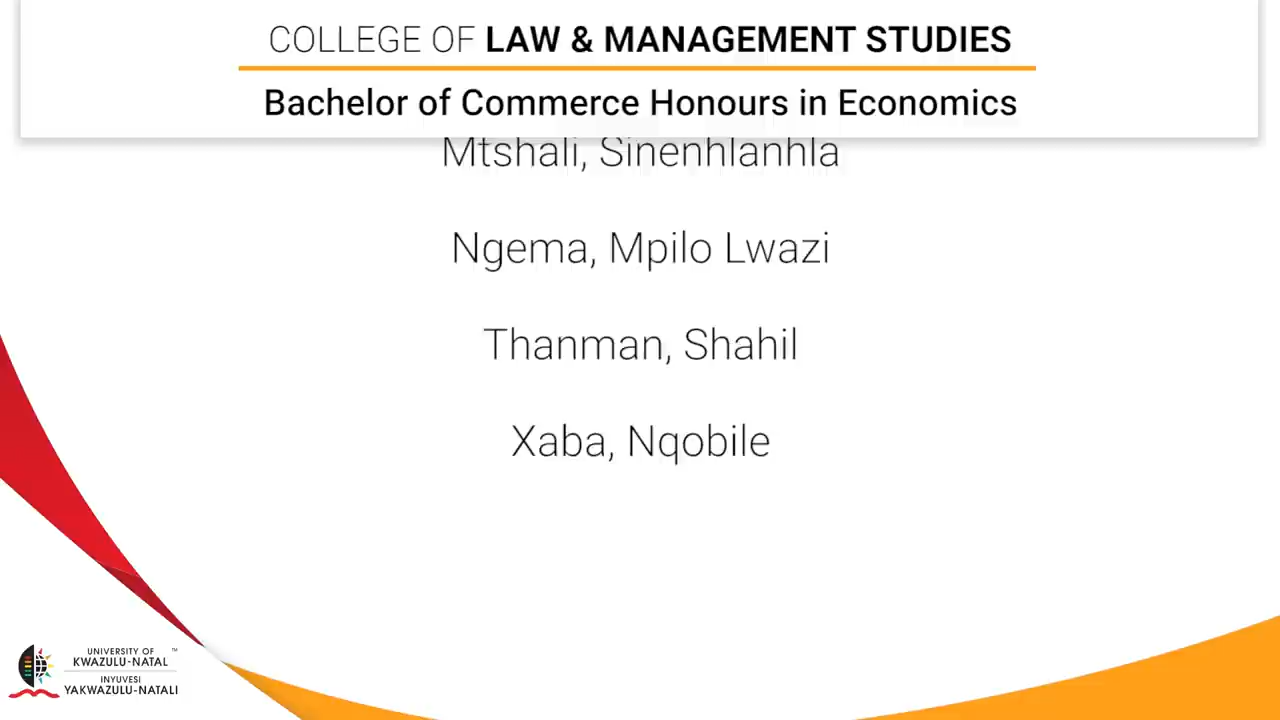 COLLEGE OF LAW & MANAGEMENT STUDIES
Bachelor of Commerce Honours in Economics
Mtshali, Sinenhlanhla
Ngema, Mpilo Lwazi
Thanman, Shahil
Xaba, Nqobile
UNIVERSITY OF ™
KWAZULU-NATAL
INYUVESI
YAKWAZULU-NATALI